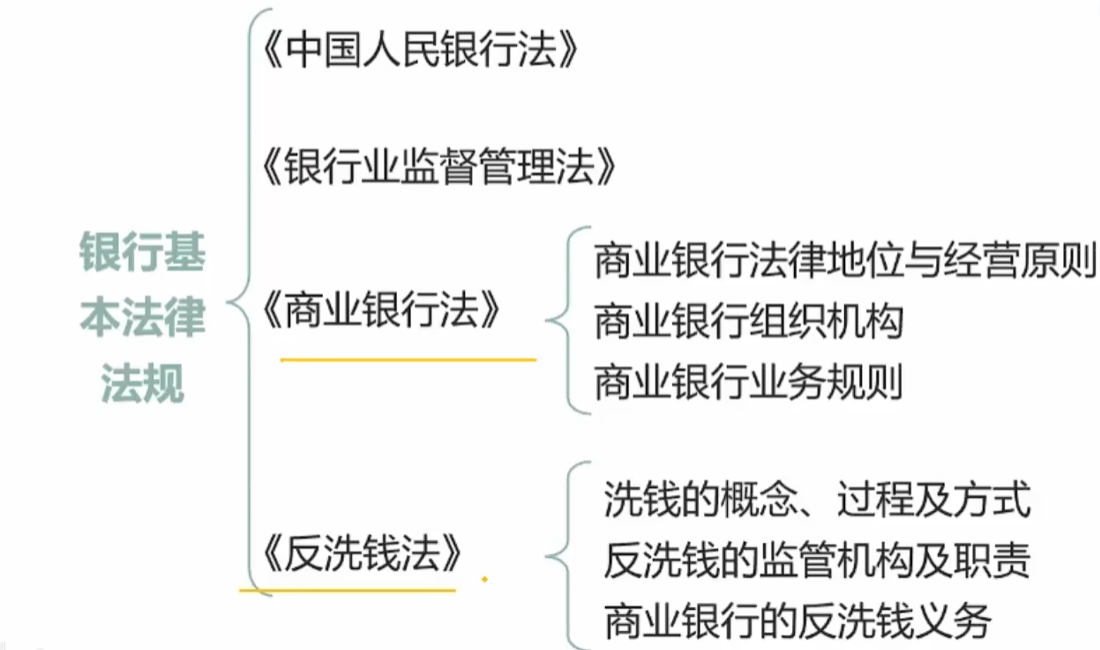 《中国人民银行法》
《银行业监督管理法》
银行基
本法律
法规
《商业银行法》
商业银行法律地位与经营原则
商业银行组织机构
商业银行业务规则
《反洗钱法》
洗钱的概念、过程及方式
反洗钱的监管机构及职责
商业银行的反洗钱义务